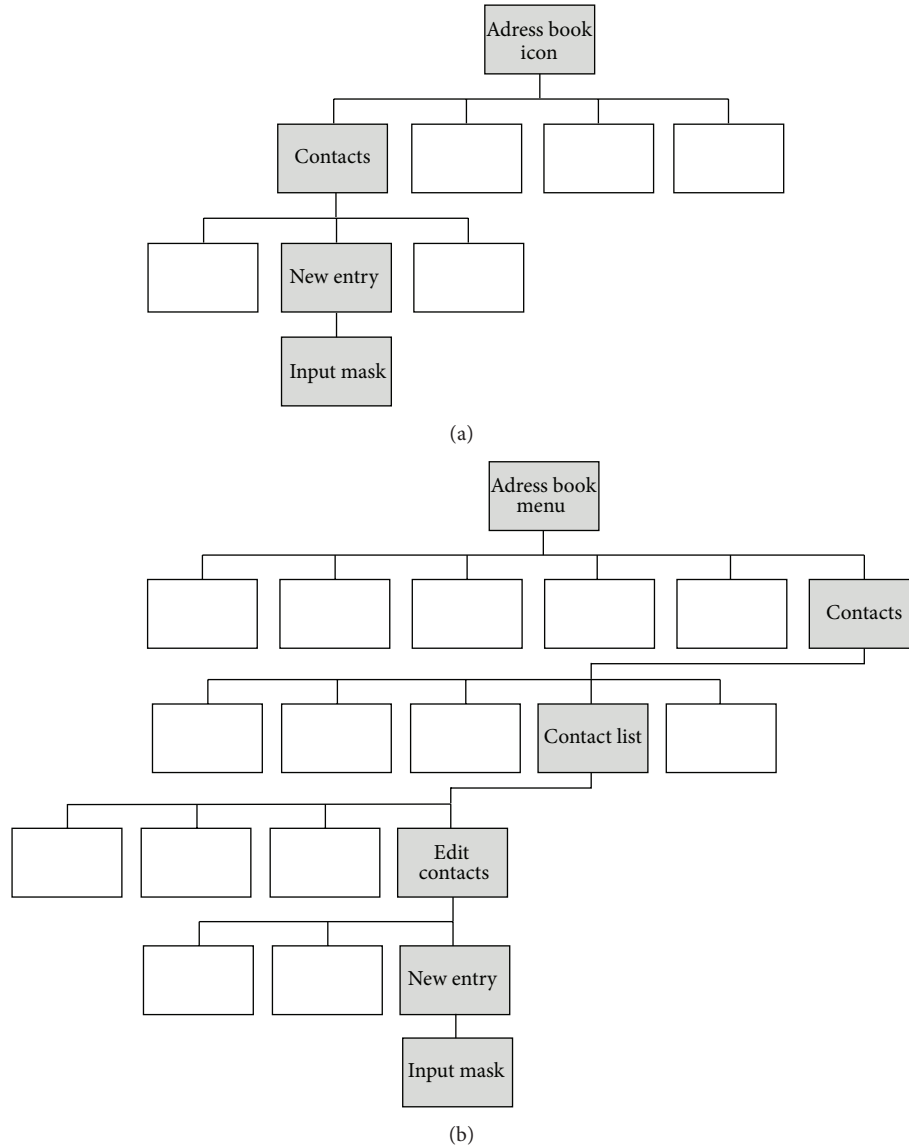 Adress book
icon
Contacts
New entry
Input mask
(a)
Adress book
menu
Contacts
Contact list
Edit
contacts
New entry
Input mask
(b)